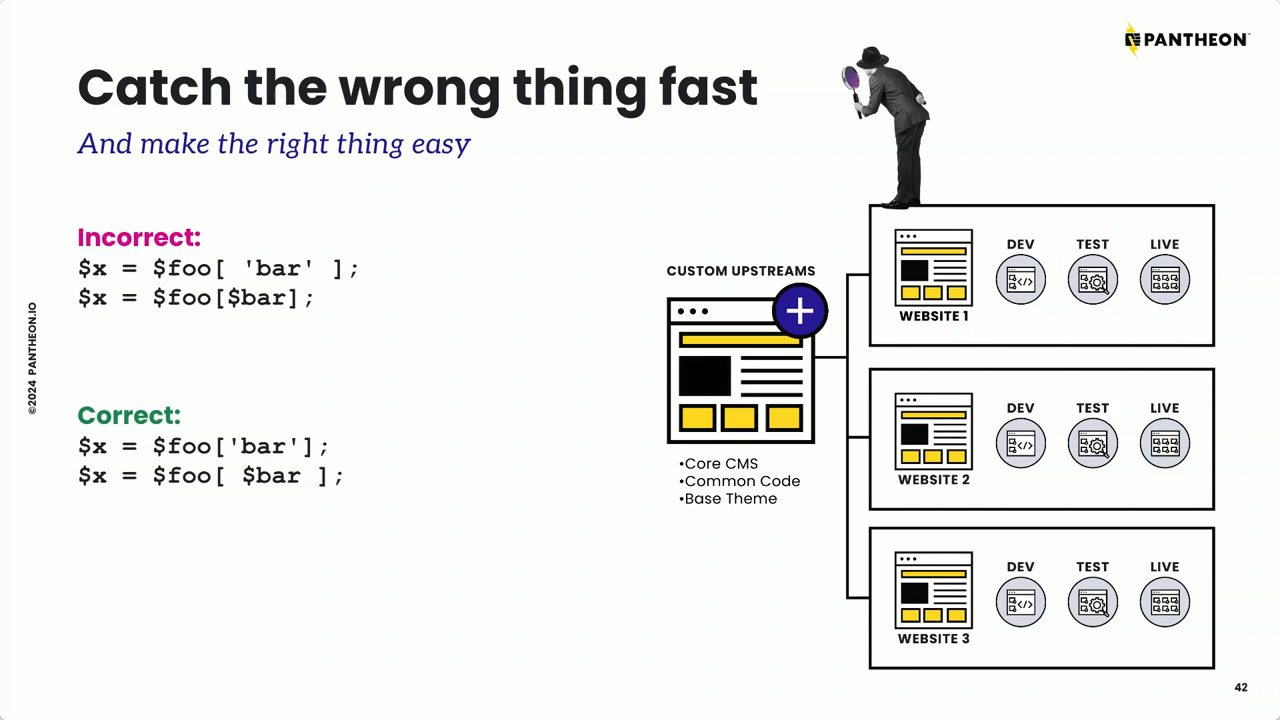 PANTHEON
Catch the wrong thing fast
And make the right thing easy
Incorrect:
$x = $foo[ 'bar' ];
$x = $foo[$bar];
Correct:
$x = $foo['bar'];
$x = $foo[ $bar ];
©2024 PANTHEON.IO
CUSTOM UPSTREAMS
•Core CMS
•Common Code
•Base Theme
DEV TEST LIVE
WEBSITE 1
DEV TEST LIVE
WEBSITE 2
DEV TEST LIVE
WEBSITE 3
42